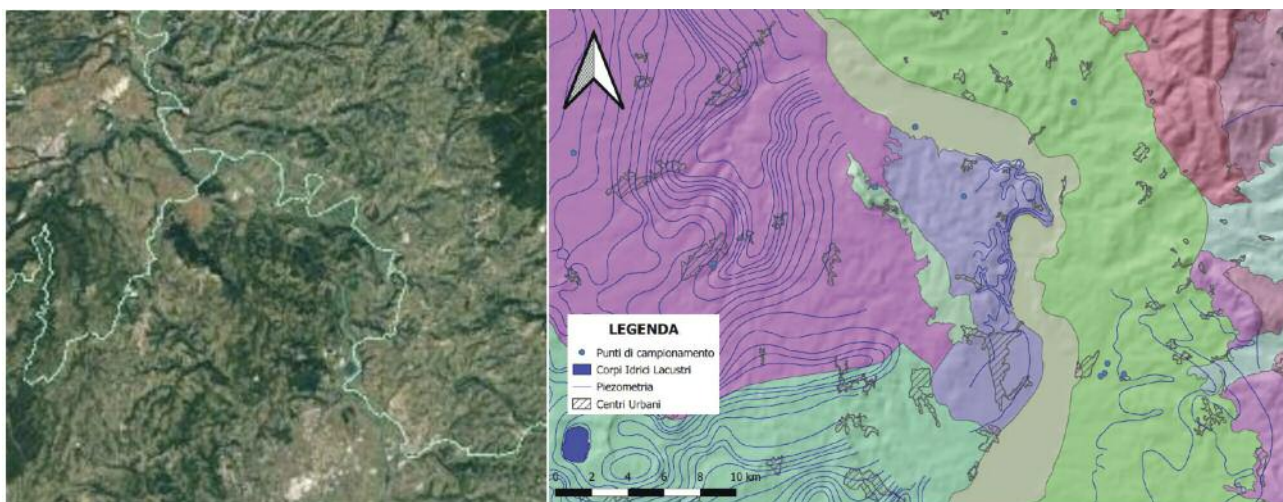 LEGENDA
Punti di campionamento
Corpi Idrici Lacustri
Piezometria
Centri Urbani
0 2 4 6 8 10 km